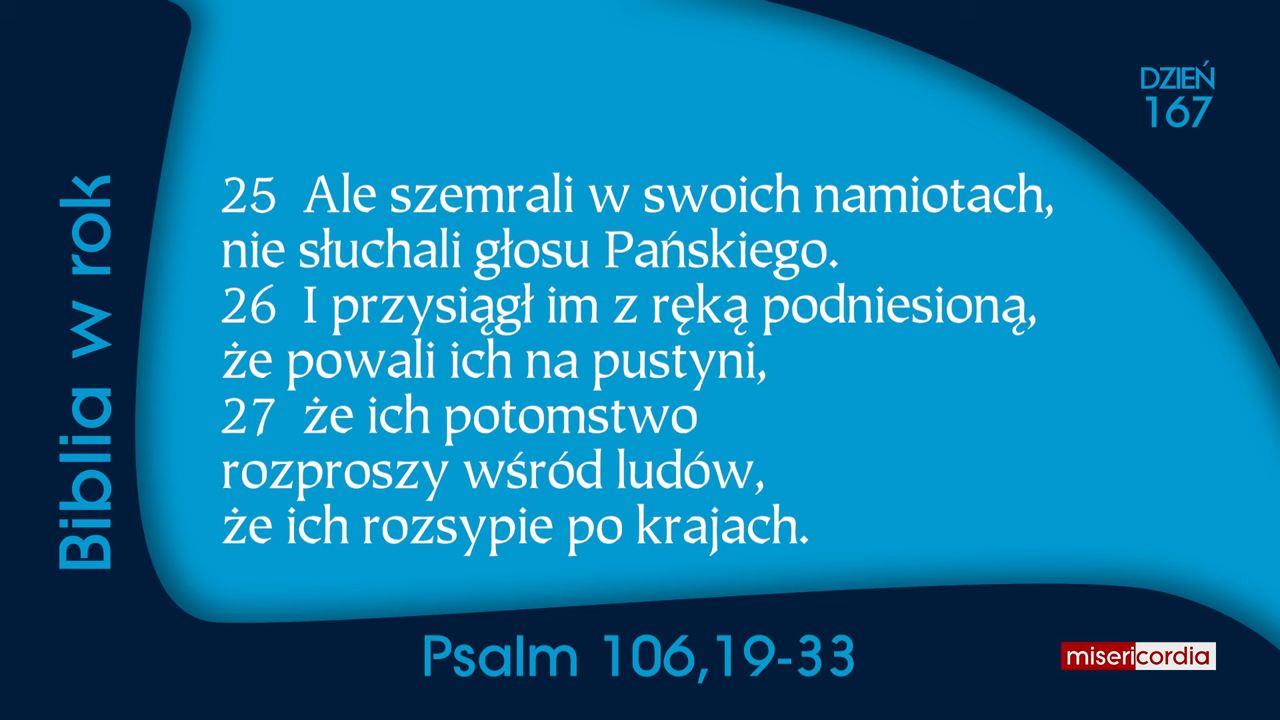 DZIEŃ
167
Biblia w rok
25 Ale szemrali w swoich namiotach,
nie słuchali głosu Pańskiego.
26 I przysiągł im z ręką podniesioną,
że powali ich na pustyni,
27 że ich potomstwo
rozproszy wśród ludów,
że ich rozsypie po krajach.
Psalm 106,19-33
misericordia